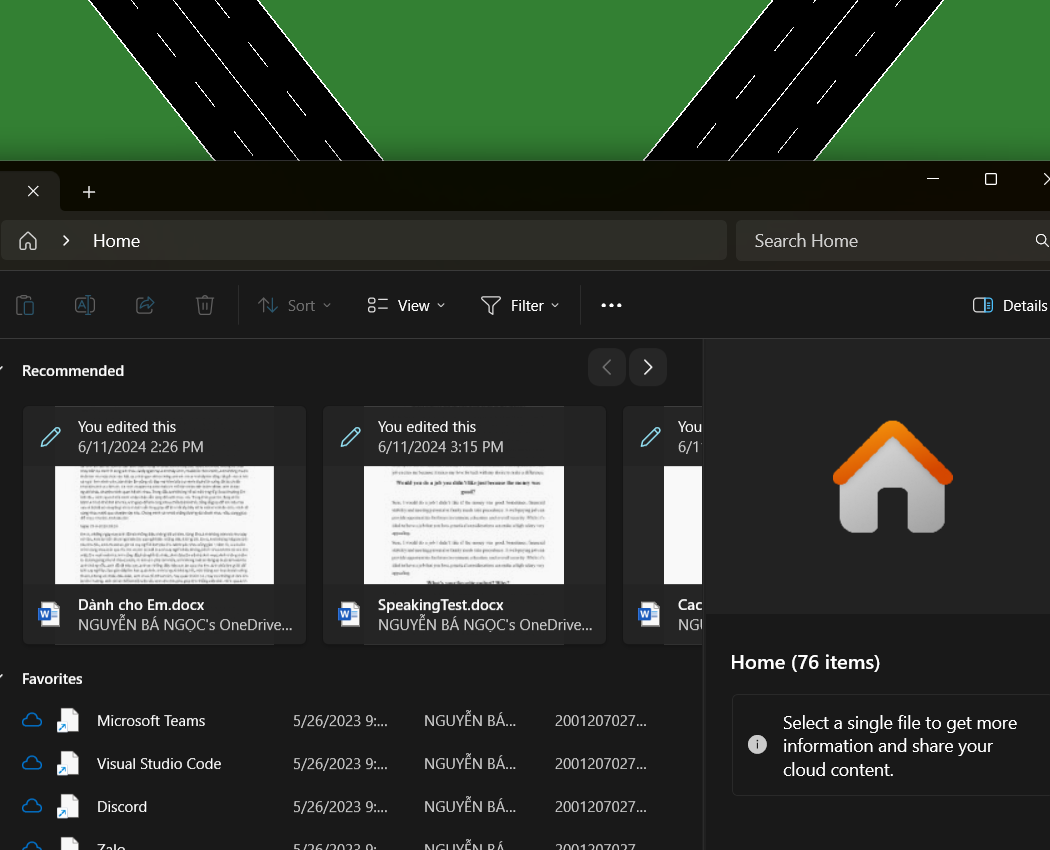 Home
Search Home
Sort
View
Filter
Details
Recommended
You edited this
6/11/2024 2:26 PM
You edited this
6/11/2024 3:15 PM
You
6/1
Would you do a job you didn't like just because the money was
good?
Dành cho Em.docx
NGUYỄN BÁ NGỌC's OneDrive...
SpeakingTest.docx
NGUYỄN BÁ NGỌC's OneDrive...
Cac
NGU
Home (76 items)
Select a single file to get more
information and share your
cloud content.
Favorites
Microsoft Teams 5/26/2023 9:... NGUYỄN BÁ... 2001207027...
Visual Studio Code 5/26/2023 9:... NGUYỄN BÁ... 2001207027...
Discord 5/26/2023 9:... NGUYỄN BÁ... 2001207027...
Zalo 5/26/2023 9:... NGUYỄN BÁ... 2001207027...